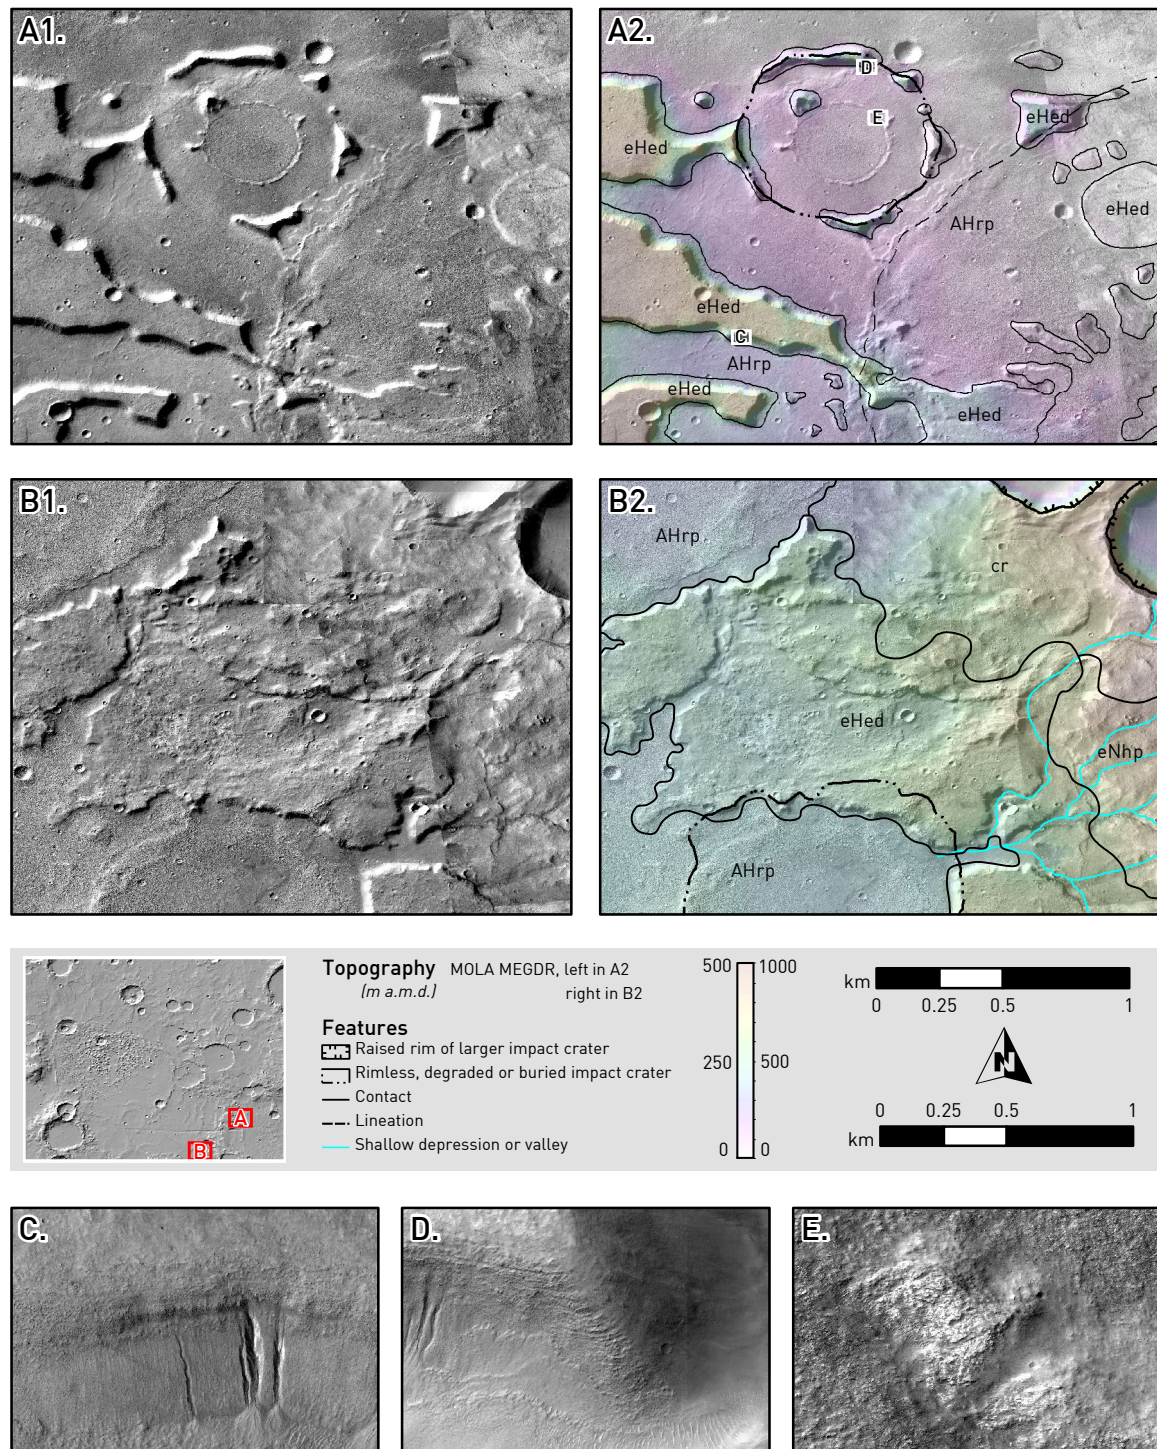 A1.
A2.
D
E
eHed
eHed
eHed
AHrp
eHed
C
AHrp
eHed
eHed
B1.
B2.
AHrp
cr
eHed
eNhp
AHrp
A
B
Topography MOLA MEGDR, left in A2
(m a.m.d.) right in B2
Features
Raised rim of larger impact crater
Rimless, degraded or buried impact crater
Contact
Lineation
Shallow depression or valley
500 1000
250 500
0 0
km
0 0.25 0.5 1
N
0 0.25 0.5 1
km
C.
D.
E.